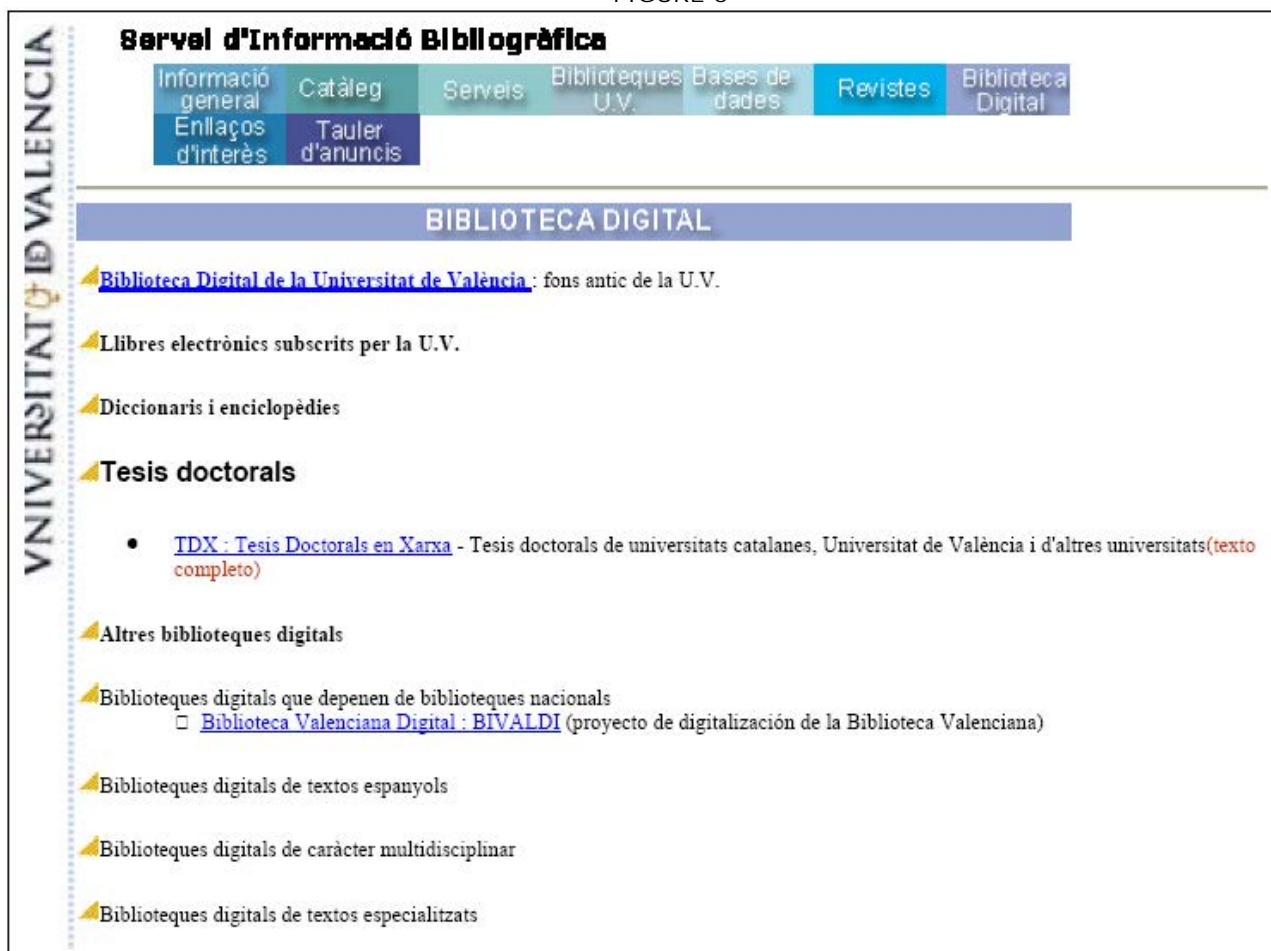 VNIVERSITAT DE VALENCIA
Servei d'Informació Bibliogràfica
Informació general
Catàleg
Serveis
Biblioteques U.V.
Bases de dades
Revistes
Biblioteca Digital
Enllaços d'interès
Tauler d'anuncis
BIBLIOTECA DIGITAL
Biblioteca Digital de la Universitat de València : fons antic de la U.V.
Llibres electrònics subscrits per la U.V.
Diccionaris i enciclopèdies
Tesis doctorals
• TDX : Tesis Doctorals en Xarxa - Tesis doctorals de universitats catalanes, Universitat de València i d'altres universitats(texto
completo)
Altres biblioteques digitals
Biblioteques digitals que depenen de biblioteques nacionals
□ Biblioteca Valenciana Digital : BIVALDI (proyecto de digitalización de la Biblioteca Valenciana)
Biblioteques digitals de textos espanyols
Biblioteques digitals de caràcter multidisciplinar
Biblioteques digitals de textos especialitzats